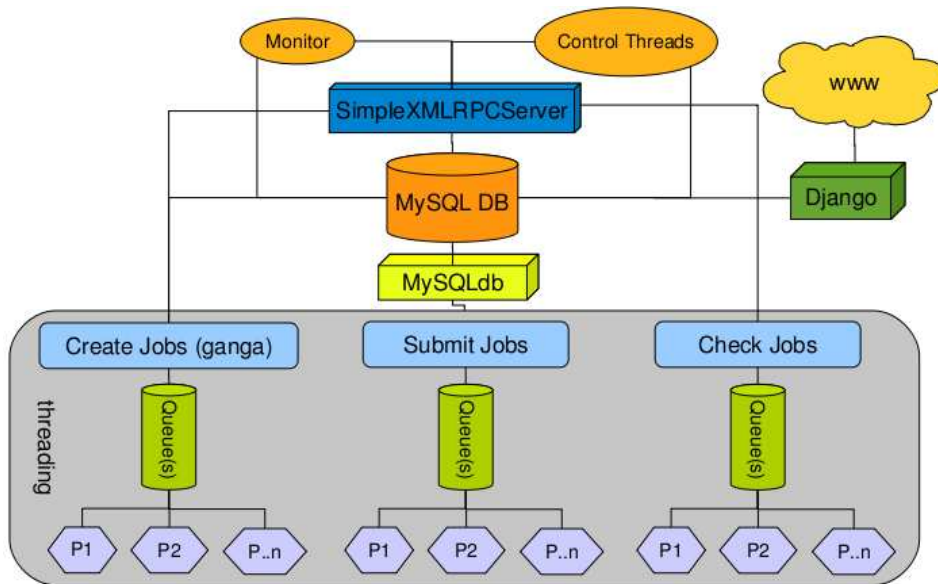 Monitor
Control Threads
www
SimpleXMLRPCServer
MySQL DB
Django
MySQLdb
Create Jobs (ganga)
Submit Jobs
Check Jobs
threading
Queue(s)
Queue(s)
Queue(s)
P1
P2
P..n
P1
P2
P..n
P1
P2
P..n